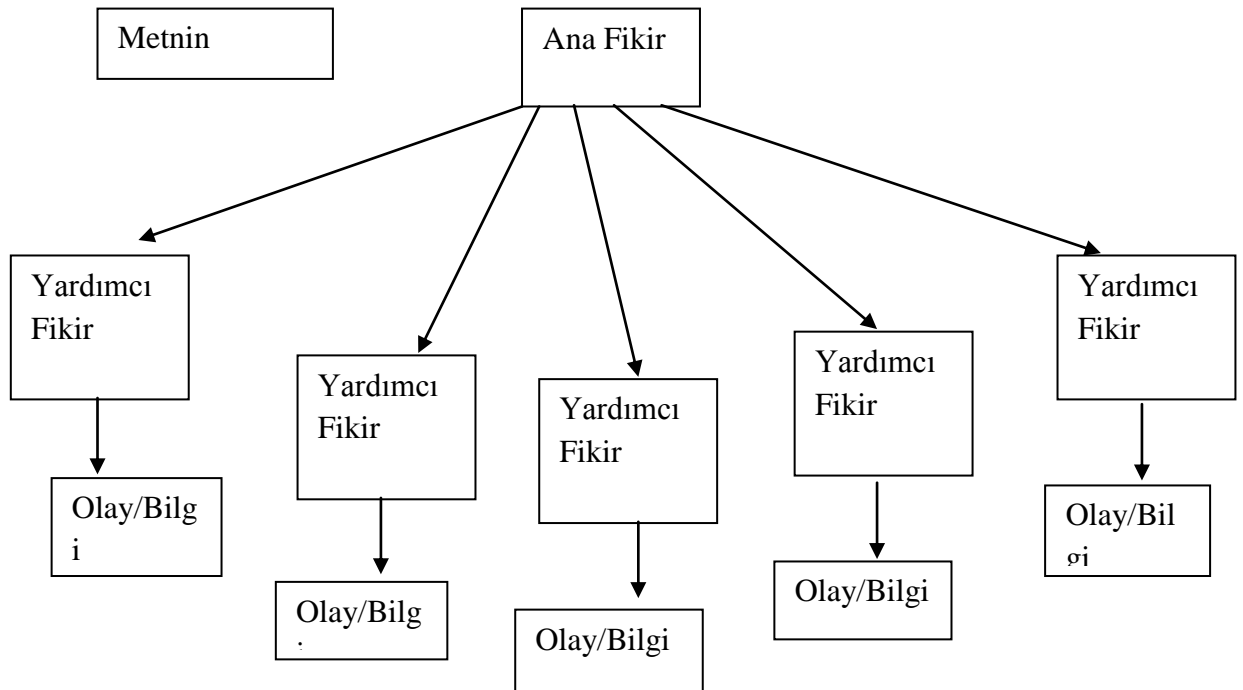 Metnin
Ana Fikir
Yardımcı
Fikir
Yardımcı
Fikir
Yardımcı
Fikir
Yardımcı
Fikir
Yardımcı
Fikir
Olay/Bilg
i
Olay/Bilg
Olay/Bilgi
Olay/Bilgi
Olay/Bil
gi